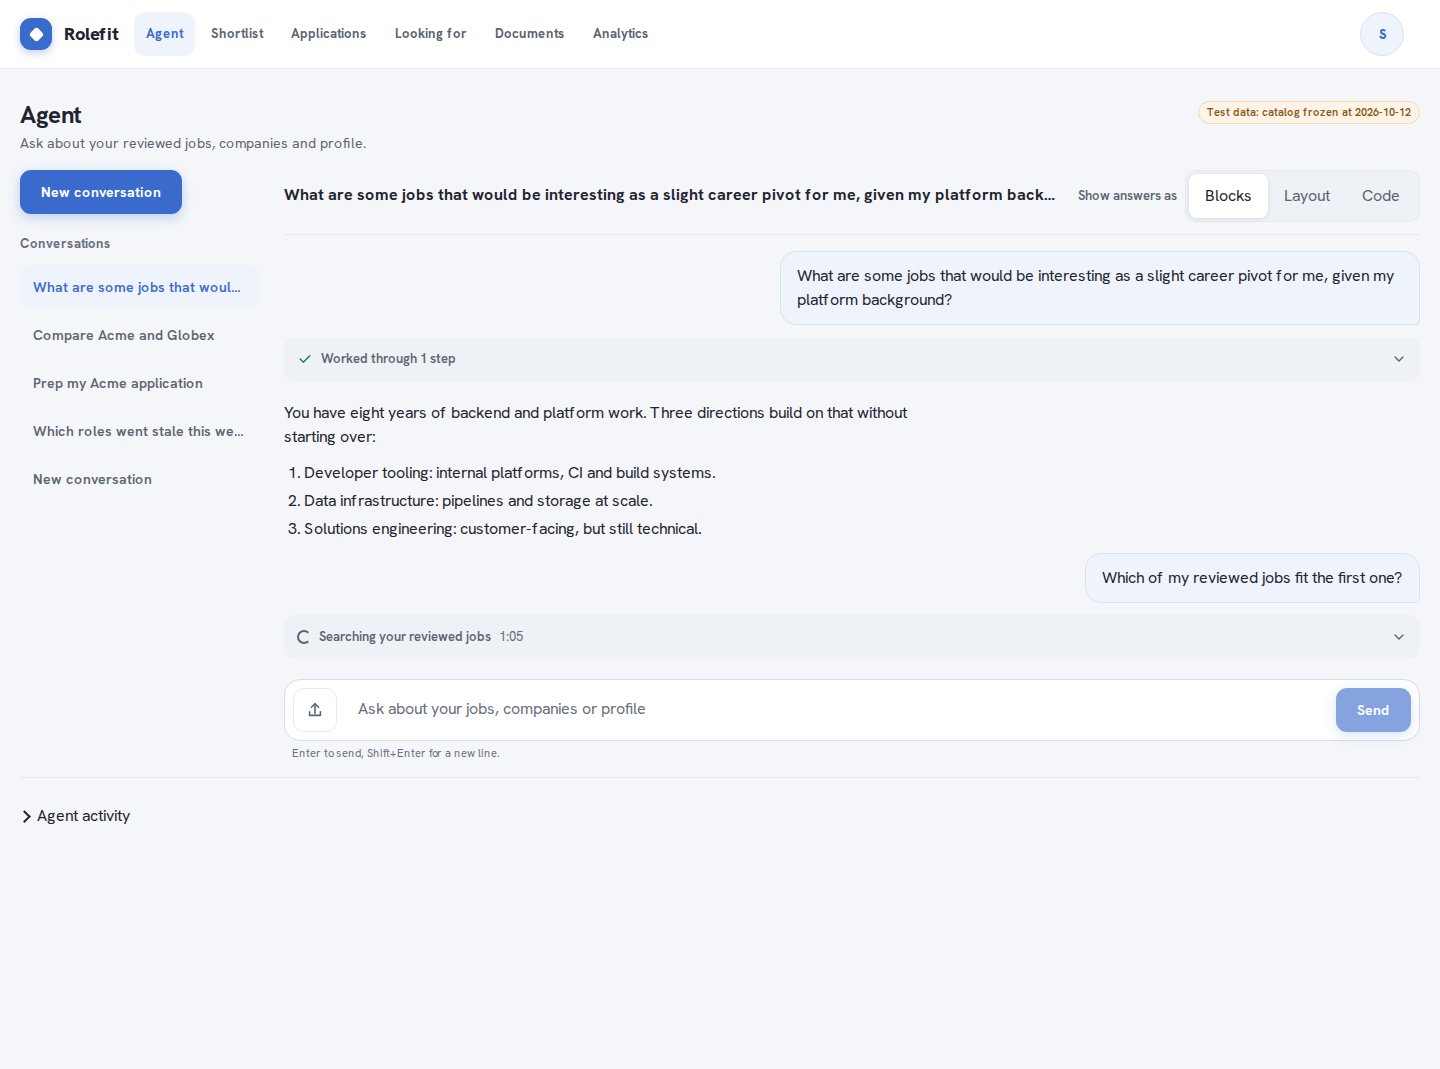 Rolefit
Agent
Shortlist
Applications
Looking for
Documents
Analytics
S
Agent
Ask about your reviewed jobs, companies and profile.
Test data: catalog frozen at 2026-10-12
New conversation
Conversations
What are some jobs that woul…
Compare Acme and Globex
Prep my Acme application
Which roles went stale this we…
New conversation
What are some jobs that would be interesting as a slight career pivot for me, given my platform back…
Show answers as
Blocks
Layout
Code
What are some jobs that would be interesting as a slight career pivot for me, given my
platform background?
Worked through 1 step
You have eight years of backend and platform work. Three directions build on that without
starting over:
1. Developer tooling: internal platforms, CI and build systems.
2. Data infrastructure: pipelines and storage at scale.
3. Solutions engineering: customer-facing, but still technical.
Which of my reviewed jobs fit the first one?
Searching your reviewed jobs 1:05
Ask about your jobs, companies or profile
Send
Enter to send, Shift+Enter for a new line.
Agent activity